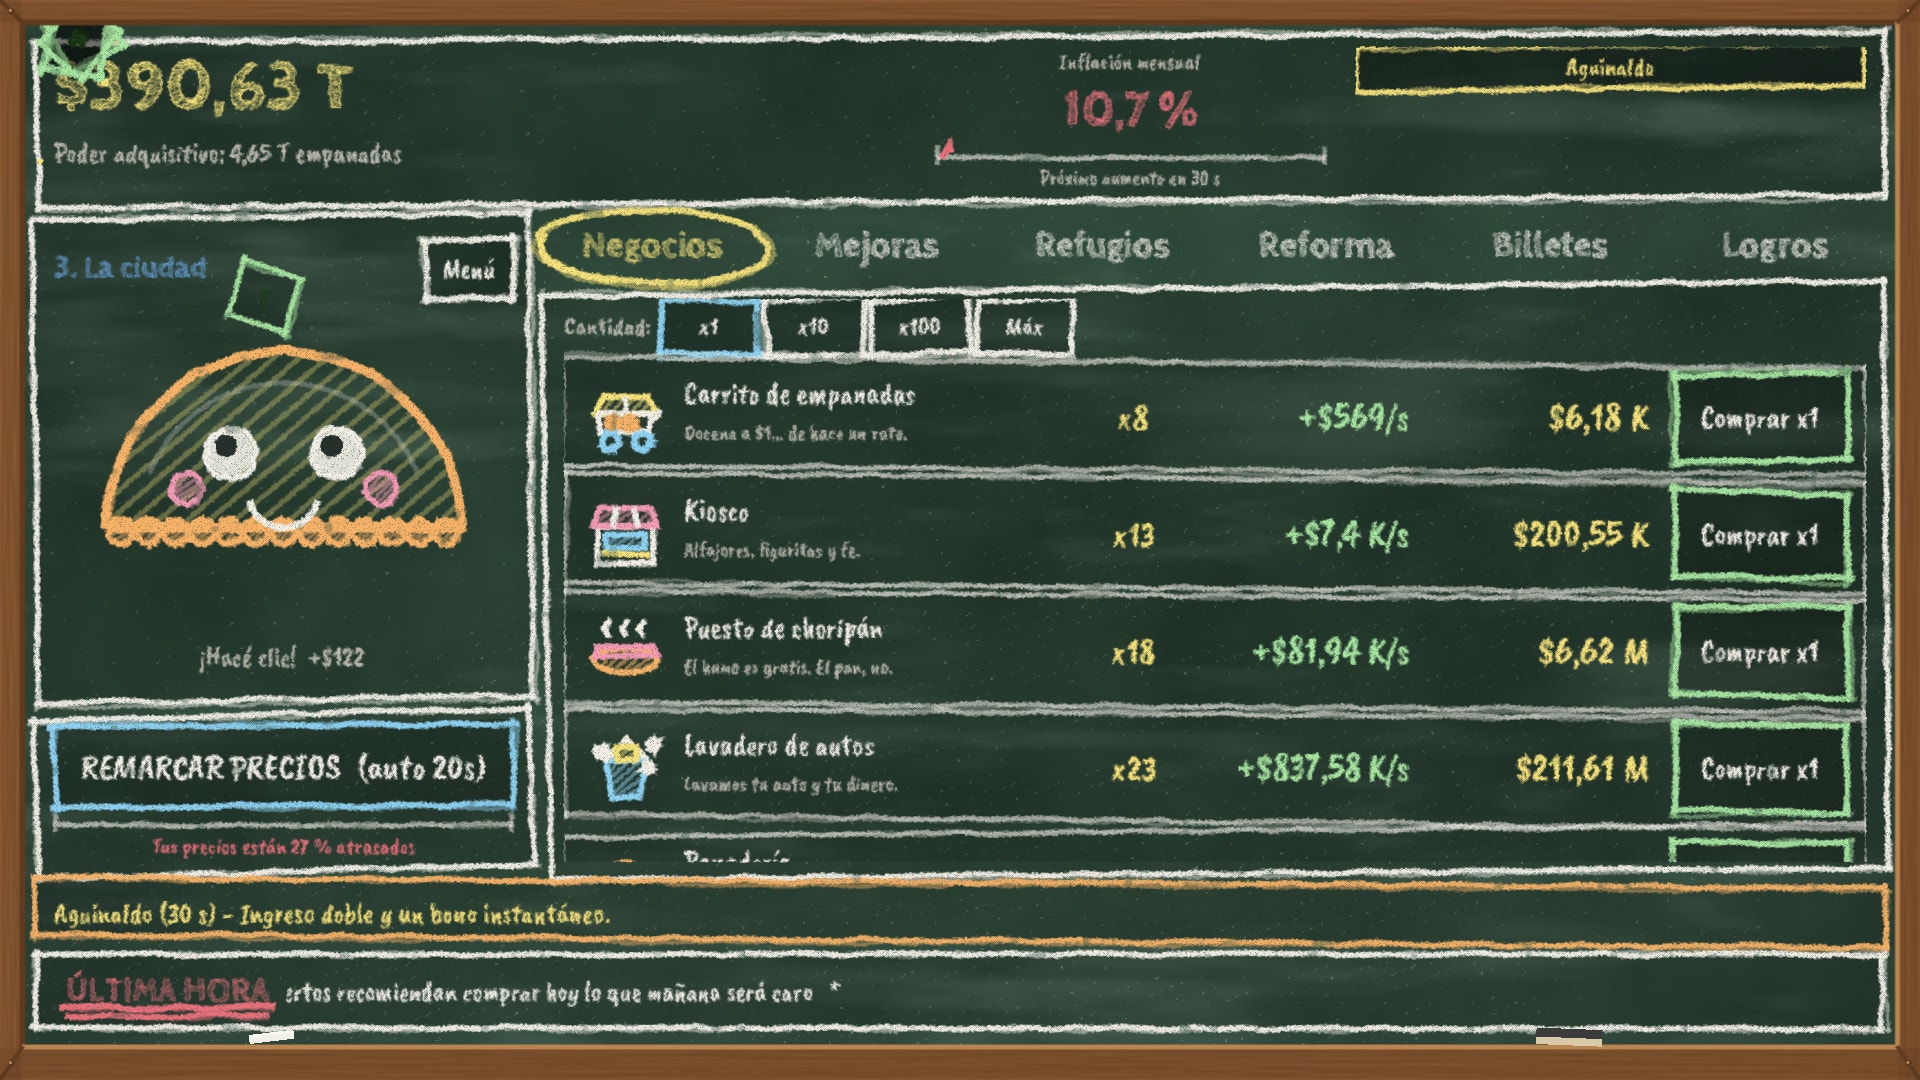 $390,63 T
Poder adquisitivo: 4,65 T empanadas
Inflación mensual
10,7 %
Próximo aumento en 30 s
Aguinaldo
3. La ciudad
Menú
¡Hacé clic! +$122
REMARCAR PRECIOS (auto 20s)
Tus precios están 27 % atrasados
Negocios Mejoras Refugios Reforma Billetes Logros
Cantidad: x1 x10 x100 Máx
Carrito de empanadas
Docena a $1... de hace un rato.
x8 +$569/s $6,18 K Comprar x1
Kiosco
Alfajores, figuritas y fe.
x13 +$7,4 K/s $200,55 K Comprar x1
Puesto de choripán
El humo es gratis. El pan, no.
x18 +$81,94 K/s $6,62 M Comprar x1
Lavadero de autos
Lavamos tu auto y tu dinero.
x23 +$837,58 K/s $211,61 M Comprar x1
Panadería
Aguinaldo (30 s) - Ingreso doble y un bono instantáneo.
ÚLTIMA HORA ertos recomiendan comprar hoy lo que mañana será caro *